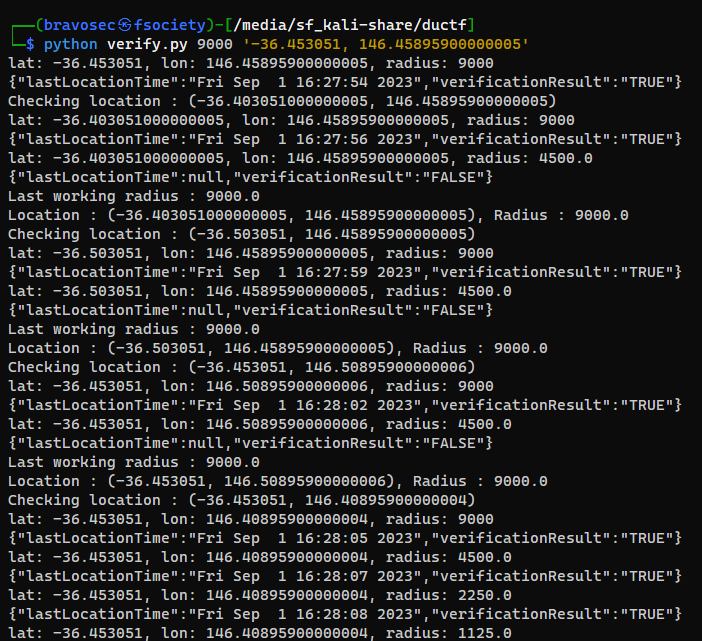 ┌──(bravosec㉿fsociety)-[/media/sf_kali-share/ductf]
└─$ python verify.py 9000 '-36.453051, 146.45895900000005'
lat: -36.453051, lon: 146.45895900000005, radius: 9000
{"lastLocationTime":"Fri Sep  1 16:27:54 2023","verificationResult":"TRUE"}
Checking location : (-36.403051000000005, 146.45895900000005)
lat: -36.403051000000005, lon: 146.45895900000005, radius: 9000
{"lastLocationTime":"Fri Sep  1 16:27:56 2023","verificationResult":"TRUE"}
lat: -36.403051000000005, lon: 146.45895900000005, radius: 4500.0
{"lastLocationTime":null,"verificationResult":"FALSE"}
Last working radius : 9000.0
Location : (-36.403051000000005, 146.45895900000005), Radius : 9000.0
Checking location : (-36.503051, 146.45895900000005)
lat: -36.503051, lon: 146.45895900000005, radius: 9000
{"lastLocationTime":"Fri Sep  1 16:27:59 2023","verificationResult":"TRUE"}
lat: -36.503051, lon: 146.45895900000005, radius: 4500.0
{"lastLocationTime":null,"verificationResult":"FALSE"}
Last working radius : 9000.0
Location : (-36.503051, 146.45895900000005), Radius : 9000.0
Checking location : (-36.453051, 146.50895900000006)
lat: -36.453051, lon: 146.50895900000006, radius: 9000
{"lastLocationTime":"Fri Sep  1 16:28:02 2023","verificationResult":"TRUE"}
lat: -36.453051, lon: 146.50895900000006, radius: 4500.0
{"lastLocationTime":null,"verificationResult":"FALSE"}
Last working radius : 9000.0
Location : (-36.453051, 146.50895900000006), Radius : 9000.0
Checking location : (-36.453051, 146.40895900000004)
lat: -36.453051, lon: 146.40895900000004, radius: 9000
{"lastLocationTime":"Fri Sep  1 16:28:05 2023","verificationResult":"TRUE"}
lat: -36.453051, lon: 146.40895900000004, radius: 4500.0
{"lastLocationTime":"Fri Sep  1 16:28:07 2023","verificationResult":"TRUE"}
lat: -36.453051, lon: 146.40895900000004, radius: 2250.0
{"lastLocationTime":"Fri Sep  1 16:28:08 2023","verificationResult":"TRUE"}
lat: -36.453051, lon: 146.40895900000004, radius: 1125.0